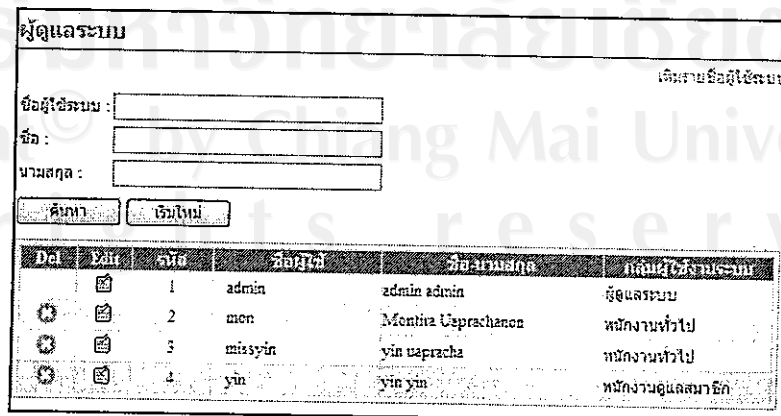 ผู้ดูแลระบบ
เพิ่มรายชื่อผู้ใช้ระบบ
ชื่อผู้ใช้ระบบ :
ชื่อ :
นามสกุล :
ค้นหา เริ่มใหม่
Del Edit รหัส ชื่อผู้ใช้ ชื่อ-นามสกุล กลุ่มผู้ใช้งานระบบ
1 admin admin admin ผู้ดูแลระบบ
2 mon Montira พนักงานทั่วไป
3 missyin yin uapracha พนักงานทั่วไป
4 yin yin yin พนักงานดูแลสมาชิก
by Chiang Mai